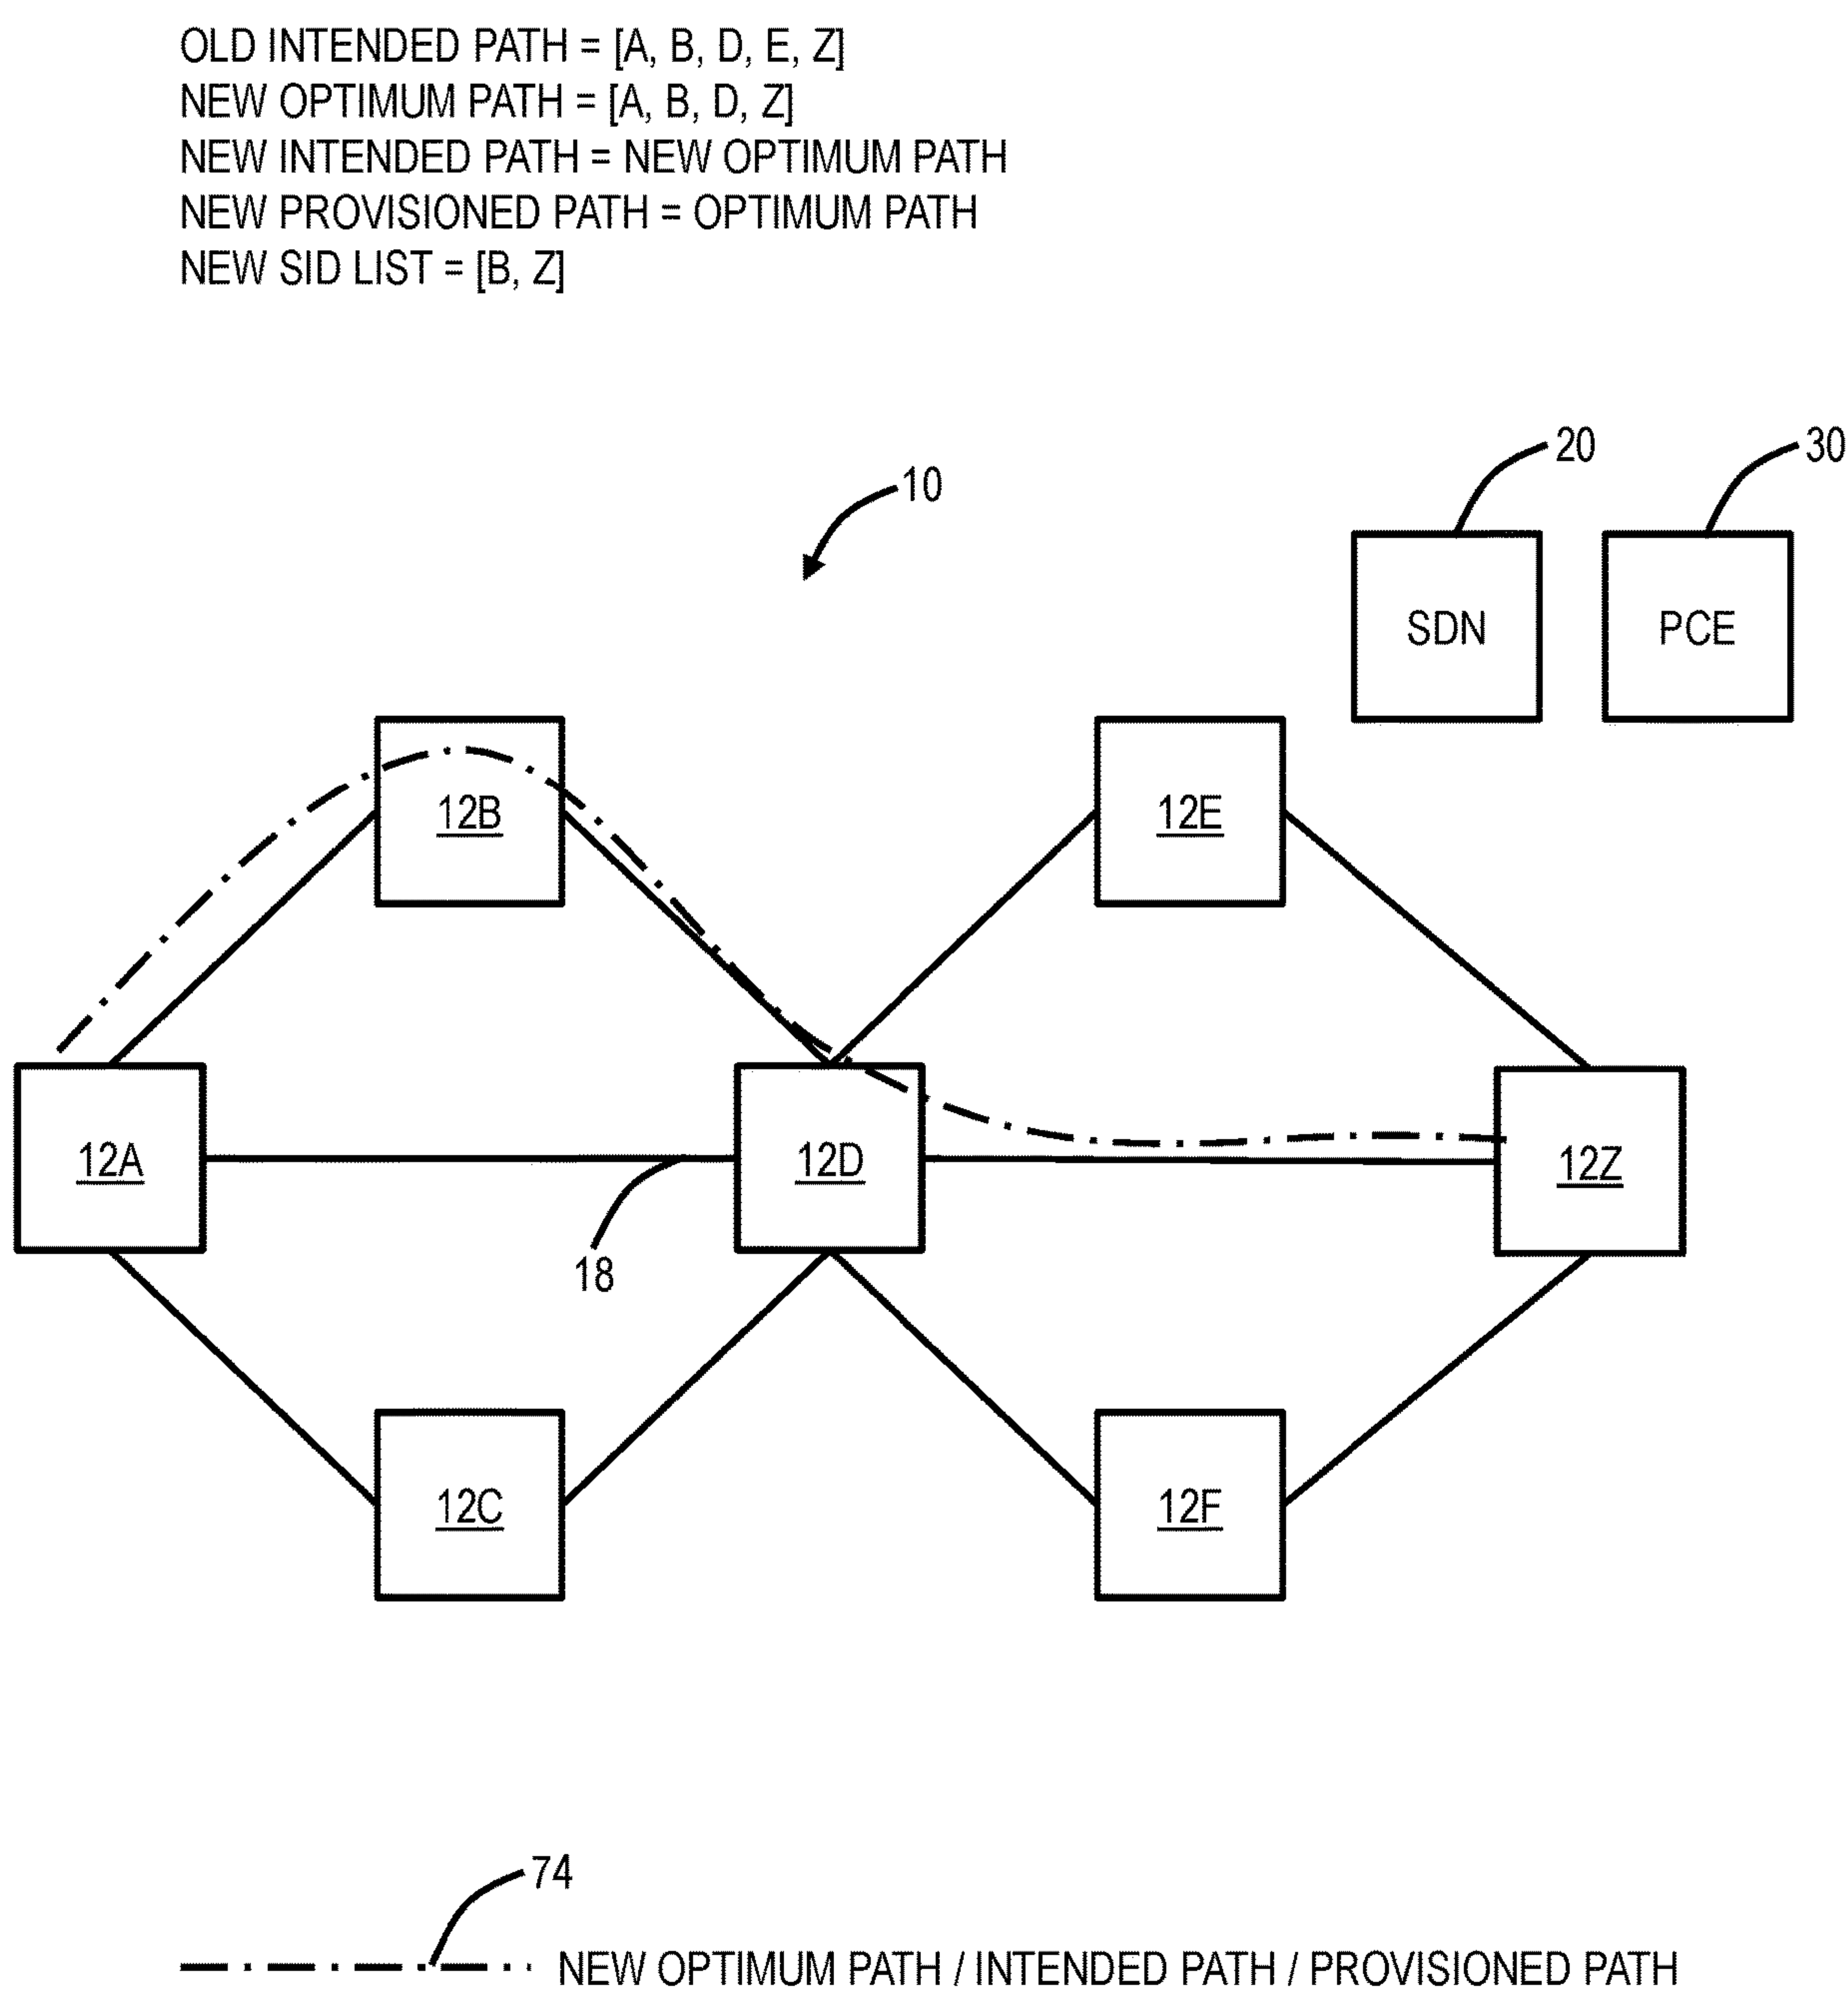 OLD INTENDED PATH = [A, B, D, E, Z]
NEW OPTIMUM PATH = [A, B, D, Z]
NEW INTENDED PATH = NEW OPTIMUM PATH
NEW PROVISIONED PATH = OPTIMUM PATH
NEW SID LIST = [B, Z]
20
30
10
SDN
PCE
12B
12E
12A
12D
12Z
18
12C
12F
74
NEW OPTIMUM PATH / INTENDED PATH / PROVISIONED PATH